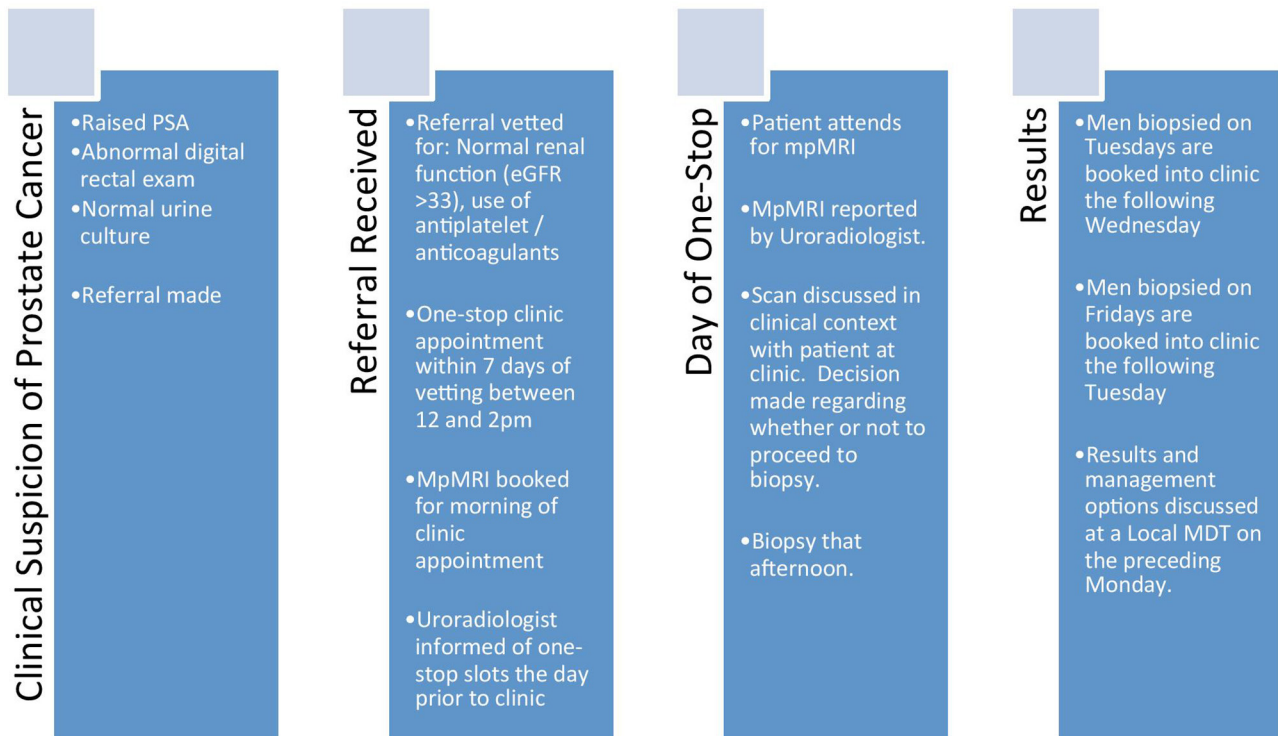 Clinical Suspicion of Prostate Cancer
•Raised PSA
•Abnormal digital
rectal exam
•Normal urine
culture
•Referral made
Referral Received
•Referral vetted
for: Normal renal
function (eGFR
>33), use of
antiplatelet /
anticoagulants
•One-stop clinic
appointment
within 7 days of
vetting between
12 and 2pm
•MpMRI booked
for morning of
clinic
appointment
•Uroradiologist
informed of one-
stop slots the day
prior to clinic
Day of One-Stop
•Patient attends
for mpMRI
•MpMRI reported
by Uroradiologist.
•Scan discussed in
clinical context
with patient at
clinic. Decision
made regarding
whether or not to
proceed to
biopsy.
•Biopsy that
afternoon.
Results
•Men biopsied on
Tuesdays are
booked into clinic
the following
Wednesday
•Men biopsied on
Fridays are
booked into clinic
the following
Tuesday
•Results and
management
options discussed
at a Local MDT on
the preceding
Monday.